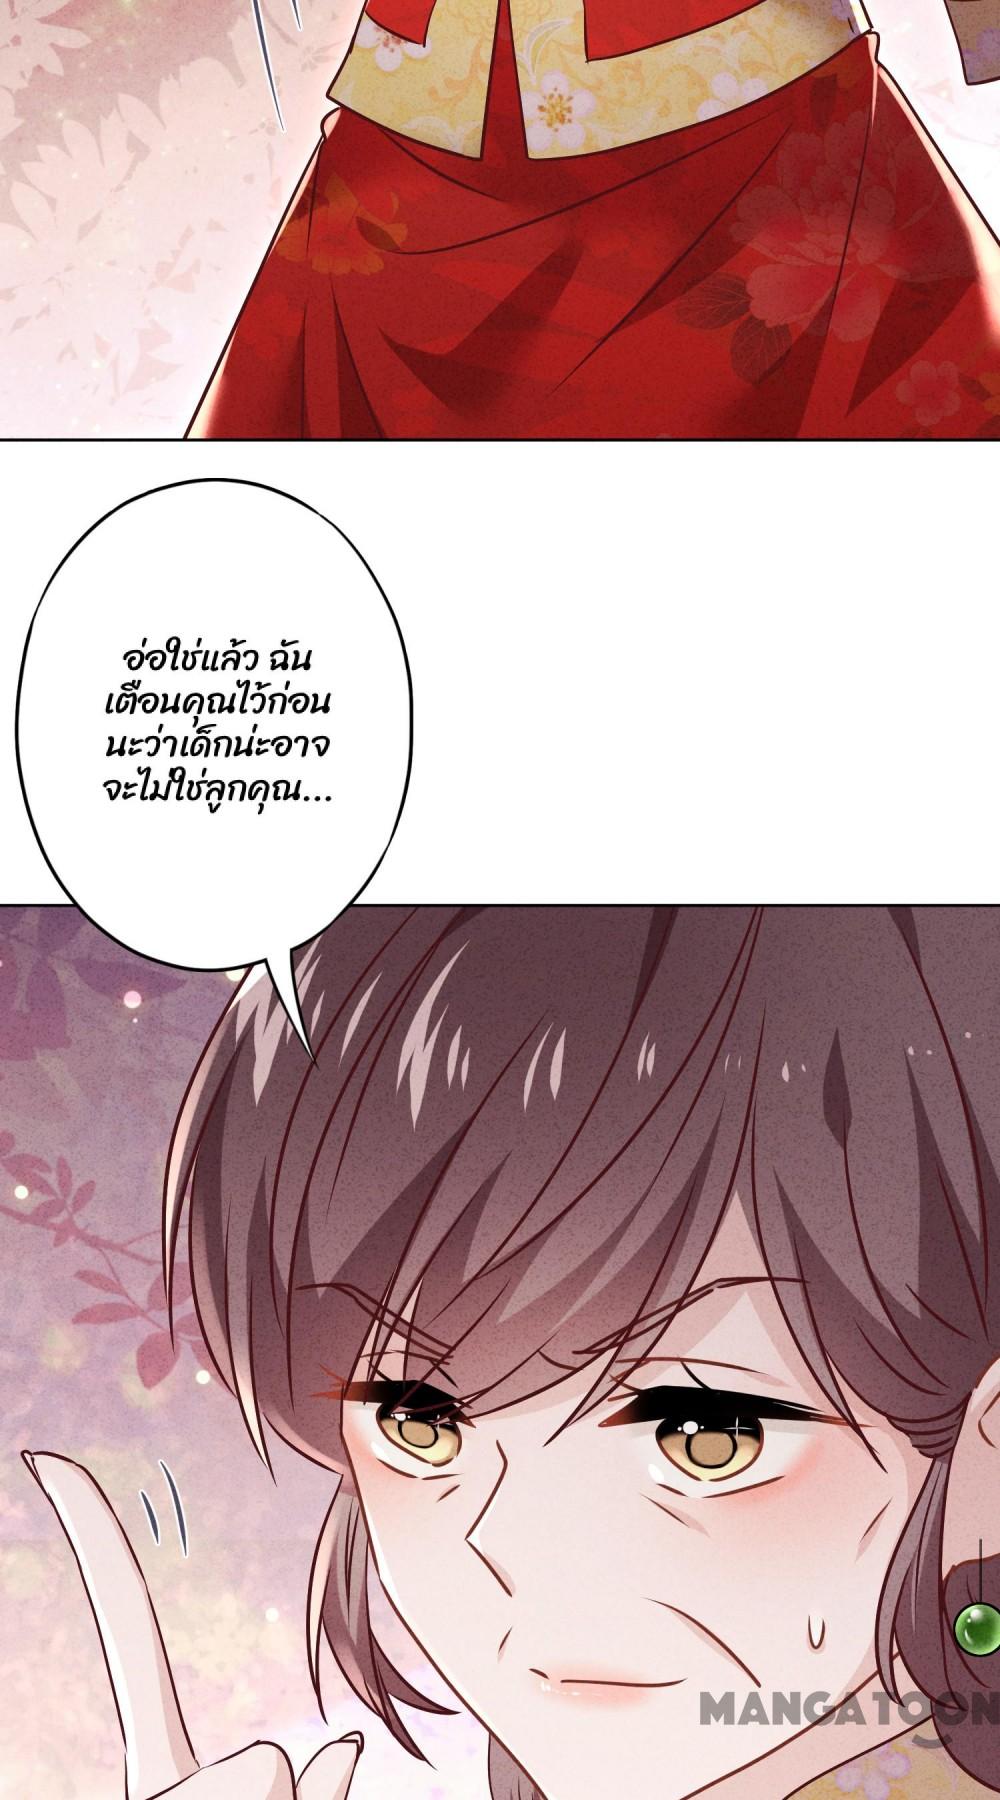 อ่อใช่แล้ว ฉัน
เตือนคุณไว้ก่อน
นะว่าเด็กน่ะอาจ
จะไม่ใช่ลูกคุณ...
MANGATOON